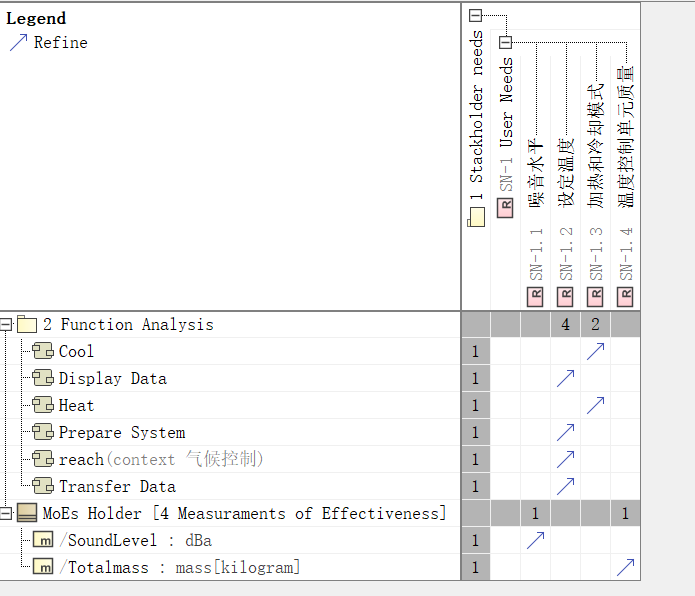 Legend
Refine
1 Stackholder needs
SN-1 User Needs
SN-1.1 噪音水平
SN-1.2 设定温度
SN-1.3 加热和冷却模式
SN-1.4 温度控制单元质量
2 Function Analysis 4 2
Cool 1
Display Data 1
Heat 1
Prepare System 1
reach(context 气候控制) 1
Transfer Data 1
MoEs Holder [4 Measuraments of Effectiveness] 1 1
/SoundLevel : dBa 1
/Totalmass : mass[kilogram] 1